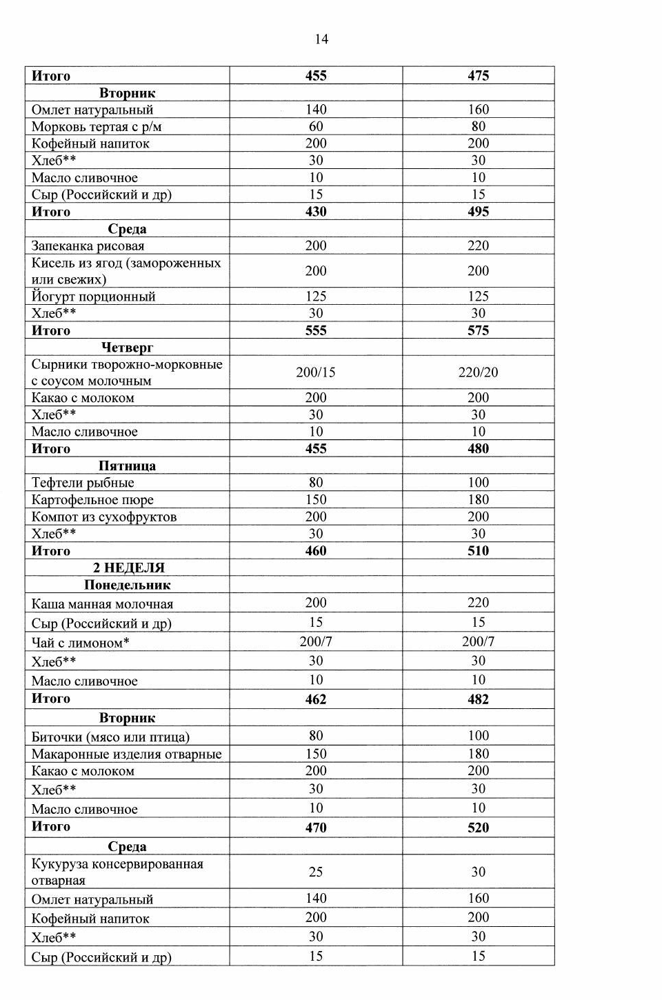 14
Итого 455 475
Вторник
Омлет натуральный 140 160
Морковь тертая с р/м 60 80
Кофейный напиток 200 200
Хлеб** 30 30
Масло сливочное 10 10
Сыр (Российский и др) 15 15
Итого 430 495
Среда
Запеканка рисовая 200 220
Кисель из ягод (замороженных
или свежих) 200 200
Йогурт порционный 125 125
Хлеб** 30 30
Итого 555 575
Четверг
Сырники творожно-морковные
с соусом молочным 200/15 220/20
Какао с молоком 200 200
Хлеб** 30 30
Масло сливочное 10 10
Итого 455 480
Пятница
Тефтели рыбные 80 100
Картофельное пюре 150 180
Компот из сухофруктов 200 200
Хлеб** 30 30
Итого 460 510
2 НЕДЕЛЯ
Понедельник
Каша манная молочная 200 220
Сыр (Российский и др) 15 15
Чай с лимоном* 200/7 200/7
Хлеб** 30 30
Масло сливочное 10 10
Итого 462 482
Вторник
Биточки (мясо или птица) 80 100
Макаронные изделия отварные 150 180
Какао с молоком 200 200
Хлеб** 30 30
Масло сливочное 10 10
Итого 470 520
Среда
Кукуруза консервированная
отварная 25 30
Омлет натуральный 140 160
Кофейный напиток 200 200
Хлеб** 30 30
Сыр (Российский и др) 15 15